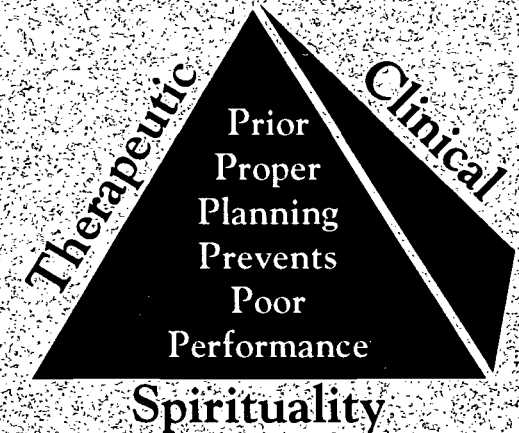 Therapeutic
Clinical
Prior
Proper
Planning
Prevents
Poor
Performance
Spirituality